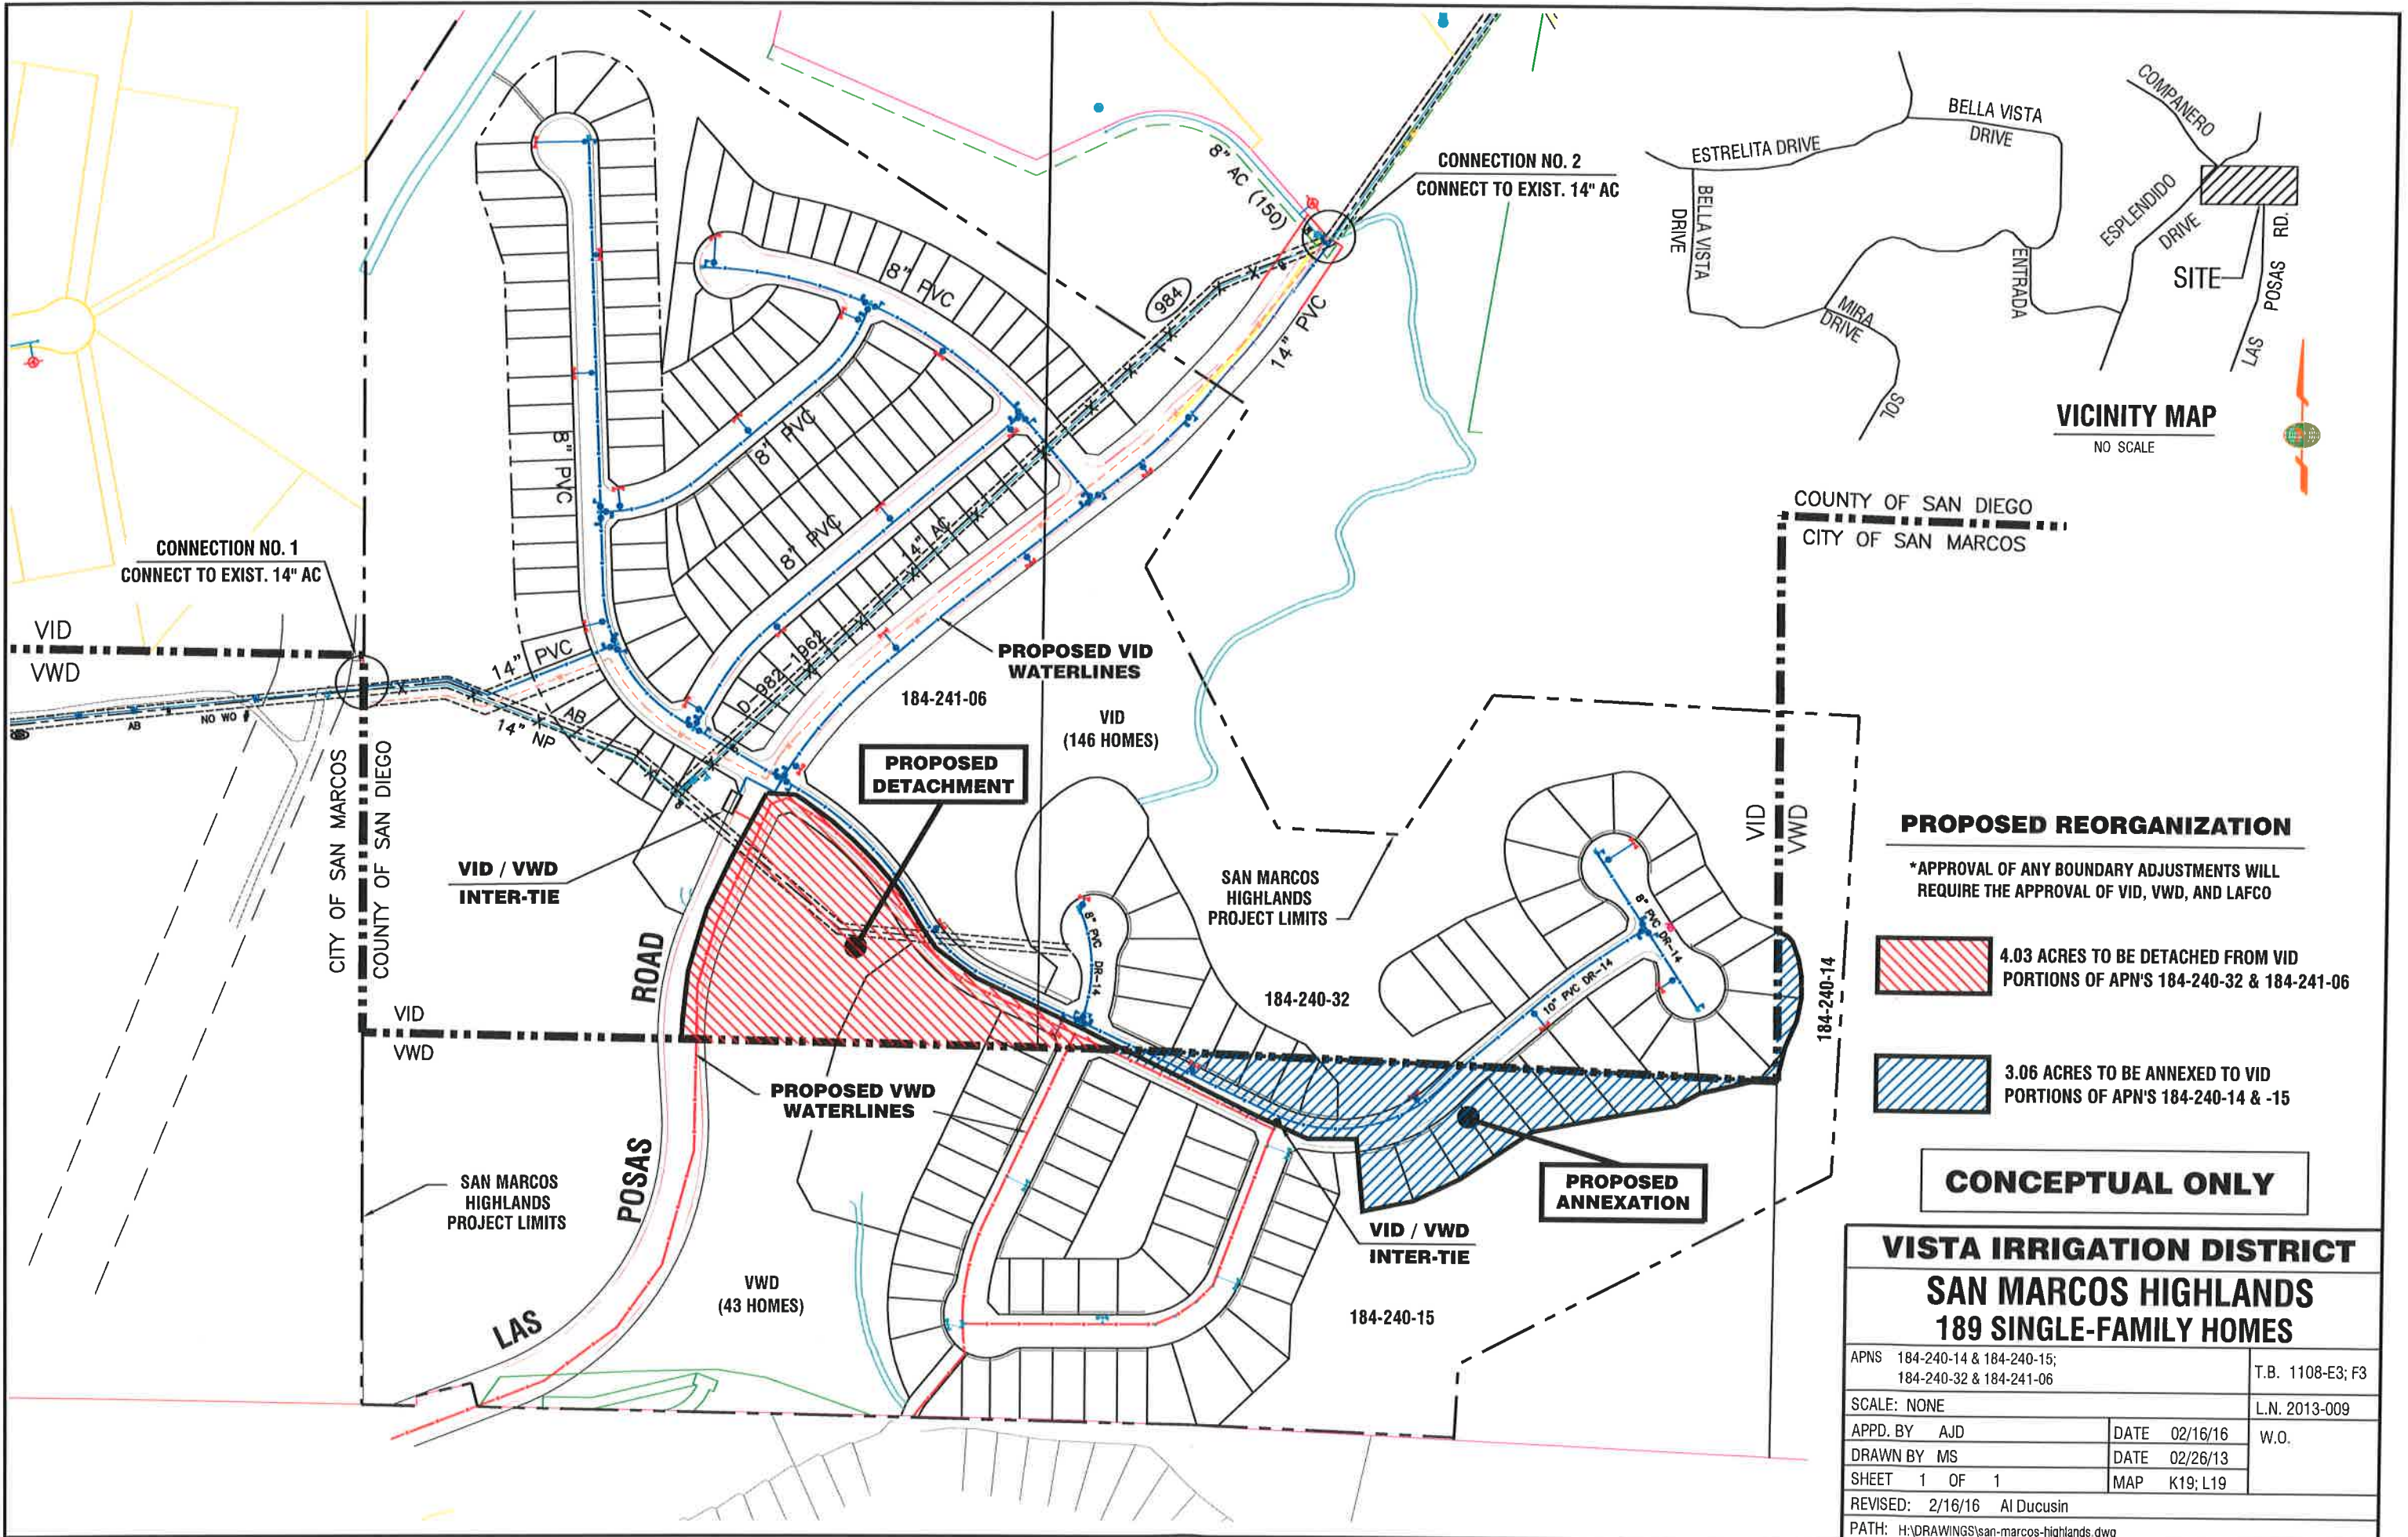 8" AC (150)
CONNECTION NO. 2
CONNECT TO EXIST. 14" AC
984
14" PVC
8" PVC
8" PVC
8" PVC
8" PVC
14" AC
D-982-1962
CONNECTION NO. 1
CONNECT TO EXIST. 14" AC
VID
VWD
14" PVC
AB
14" NP
AB
NO WO #
CITY OF SAN MARCOS
COUNTY OF SAN DIEGO
PROPOSED VID
WATERLINES
184-241-06
VID
(146 HOMES)
PROPOSED
DETACHMENT
VID / VWD
INTER-TIE
SAN MARCOS
HIGHLANDS
PROJECT LIMITS
184-240-32
8" PVC DR-14
10" PVC DR-14
8" PVC DR-14
VID
VWD
184-240-14
VID
VWD
LAS POSAS ROAD
PROPOSED VWD
WATERLINES
SAN MARCOS
HIGHLANDS
PROJECT LIMITS
VWD
(43 HOMES)
VID / VWD
INTER-TIE
PROPOSED
ANNEXATION
184-240-15
ESTRELITA DRIVE
BELLA VISTA
DRIVE
BELLA VISTA
DRIVE
MIRA
DRIVE
SOL
ENTRADA
COMPANERO
ESPLENDIDO
DRIVE
SITE
LAS POSAS RD.
VICINITY MAP
NO SCALE
COUNTY OF SAN DIEGO
CITY OF SAN MARCOS
PROPOSED REORGANIZATION
*APPROVAL OF ANY BOUNDARY ADJUSTMENTS WILL
REQUIRE THE APPROVAL OF VID, VWD, AND LAFCO
4.03 ACRES TO BE DETACHED FROM VID
PORTIONS OF APN'S 184-240-32 & 184-241-06
3.06 ACRES TO BE ANNEXED TO VID
PORTIONS OF APN'S 184-240-14 & -15
CONCEPTUAL ONLY
VISTA IRRIGATION DISTRICT
SAN MARCOS HIGHLANDS
189 SINGLE-FAMILY HOMES
APNS 184-240-14 & 184-240-15;
184-240-32 & 184-241-06
T.B. 1108-E3; F3
SCALE: NONE
L.N. 2013-009
APPD. BY AJD
DATE 02/16/16
W.O.
DRAWN BY MS
DATE 02/26/13
SHEET 1 OF 1
MAP K19; L19
REVISED: 2/16/16 Al Ducusin
PATH: H:\DRAWINGS\san-marcos-highlands.dwg